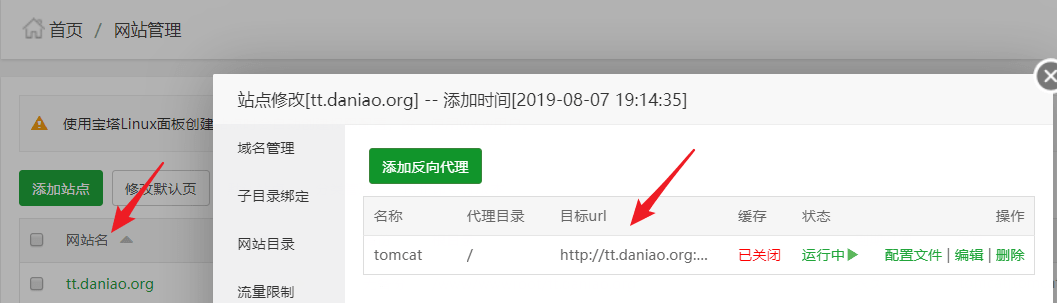 首页 / 网站管理
站点修改[tt.daniao.org] -- 添加时间[2019-08-07 19:14:35]
使用宝塔Linux面板创建
添加站点 修改默认页
网站名
tt.daniao.org
域名管理
子目录绑定
网站目录
流量限制
添加反向代理
名称 代理目录 目标url 缓存 状态 操作
tomcat / http://tt.daniao.org:... 已关闭 运行中 配置文件 | 编辑 | 删除